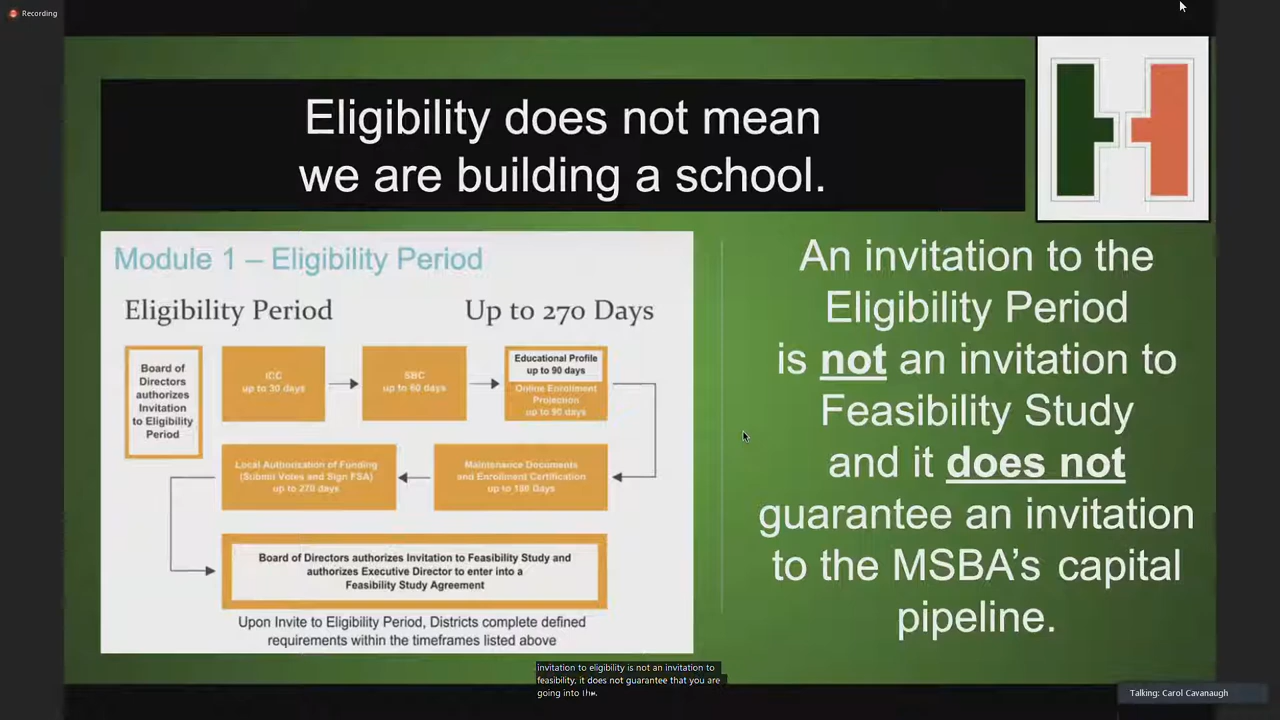 Recording
Eligibility does not mean
we are building a school.
Module 1 – Eligibility Period
Eligibility Period
Up to 270 Days
Board of
Directors
authorizes
Invitation
to Eligibility
Period
ICC
up to 30 days
SBC
up to 60 days
Educational Profile
up to 90 days
Online Enrollment
Projection
up to 90 days
Local Authorization of Funding
(Submit Votes and Sign FSA)
up to 270 days
Maintenance Documents
and Enrollment Certification
up to 180 Days
Board of Directors authorizes Invitation to Feasibility Study and
authorizes Executive Director to enter into a
Feasibility Study Agreement
Upon Invite to Eligibility Period, Districts complete defined
requirements within the timeframes listed above
An invitation to the
Eligibility Period
is not an invitation to
Feasibility Study
and it does not
guarantee an invitation
to the MSBA’s capital
pipeline.
invitation to eligibility is not an invitation to
feasibility, it does not guarantee that you are
going into the.
Talking: Carol Cavanaugh